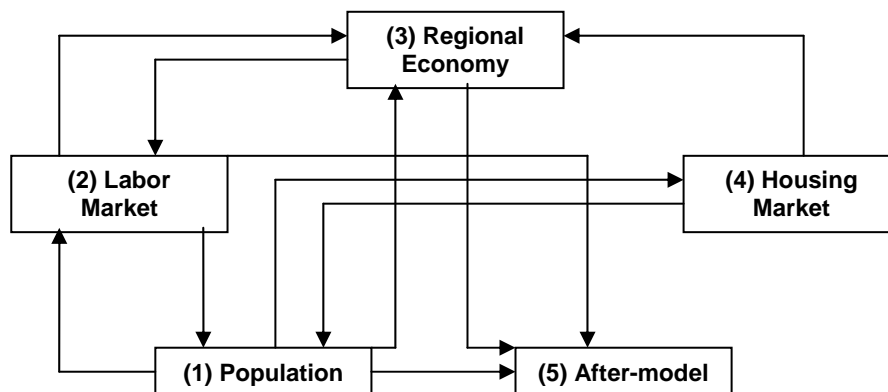 (3) Regional
Economy
(2) Labor
Market
(4) Housing
Market
(1) Population
(5) After-model